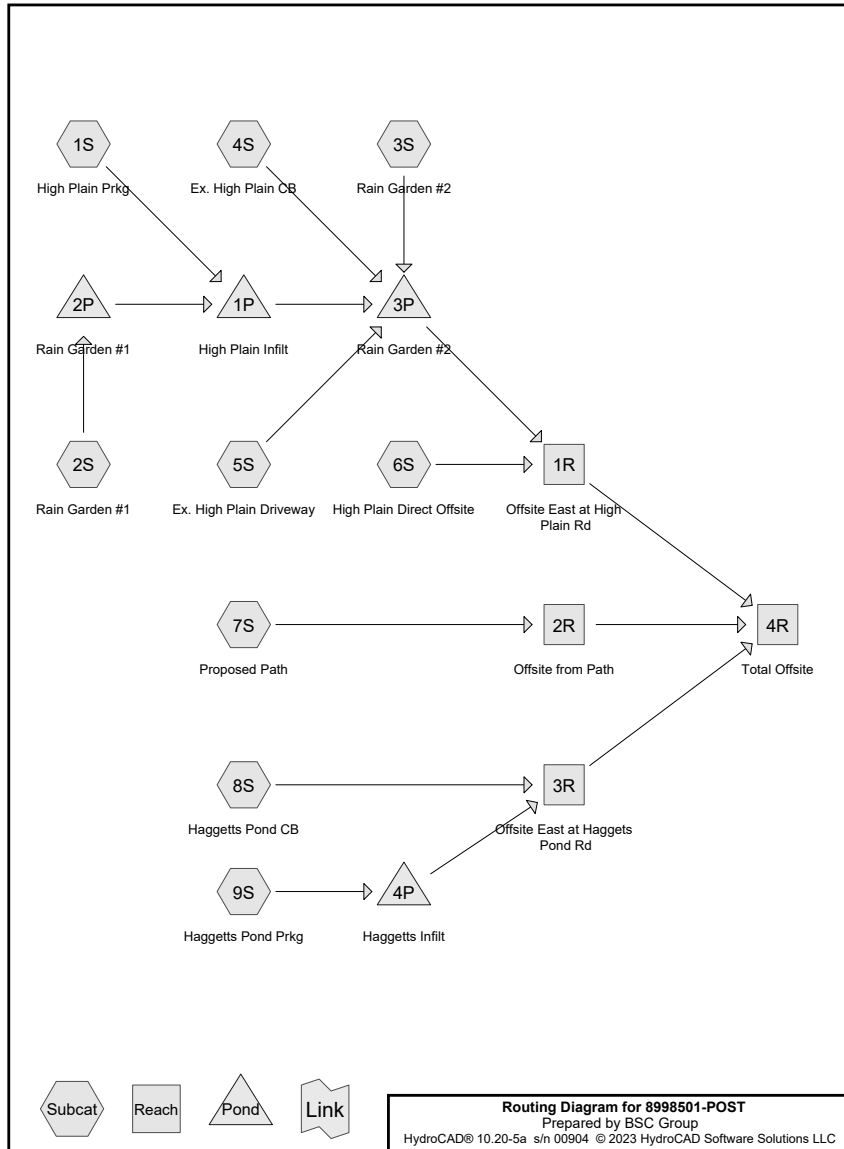 1S
4S
3S
High Plain Prkg
Ex. High Plain CB
Rain Garden #2
2P
1P
3P
Rain Garden #1
High Plain Infilt
Rain Garden #2
2S
5S
6S
1R
Rain Garden #1
Ex. High Plain Driveway
High Plain Direct Offsite
Offsite East at High
Plain Rd
7S
2R
4R
Proposed Path
Offsite from Path
Total Offsite
8S
3R
Haggetts Pond CB
Offsite East at Haggets
Pond Rd
9S
4P
Haggetts Pond Prkg
Haggetts Infilt
Subcat
Reach
Pond
Link
Routing Diagram for 8998501-POST
Prepared by BSC Group
HydroCAD® 10.20-5a s/n 00904 © 2023 HydroCAD Software Solutions LLC